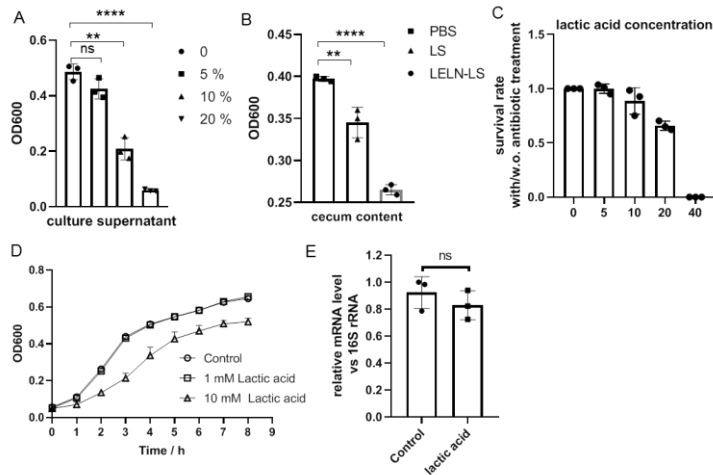 A
****
**
ns
OD600
0.6
0.4
0.2
0.0
culture supernatant
0
5 %
10 %
20 %
B
****
**
OD600
0.40
0.35
0.30
0.25
cecum content
PBS
LS
LELN-LS
C
lactic acid concentration
survival rate
with/w.o. antibiotic treatment
1.5
1.0
0.5
0.0
0 5 10 20 40
D
OD600
0.8
0.6
0.4
0.2
0.0
0 1 2 3 4 5 6 7 8 9
Time / h
Control
1 mM Lactic acid
10 mM Lactic acid
E
ns
relative mRNA level
vs 16S rRNA
1.2
1.0
0.8
0.6
0.4
0.2
0.0
Control
lactic acid